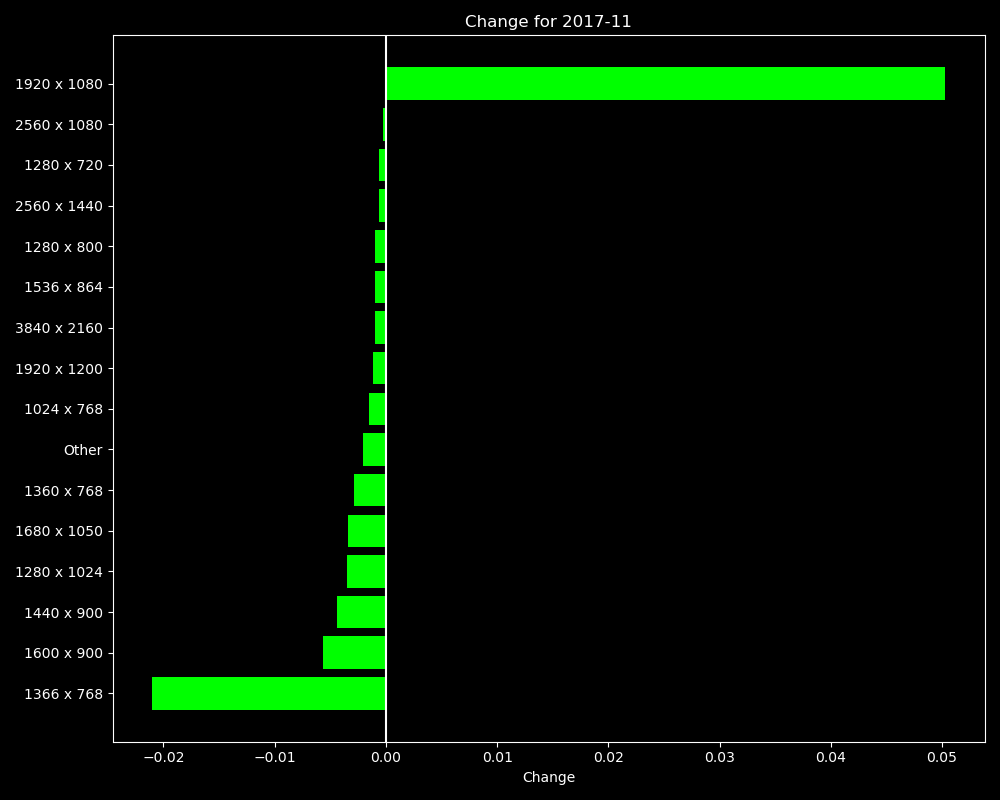 Change for 2017-11
1920 x 1080
2560 x 1080
1280 x 720
2560 x 1440
1280 x 800
1536 x 864
3840 x 2160
1920 x 1200
1024 x 768
Other
1360 x 768
1680 x 1050
1280 x 1024
1440 x 900
1600 x 900
1366 x 768
−0.02 −0.01 0.00 0.01 0.02 0.03 0.04 0.05
Change